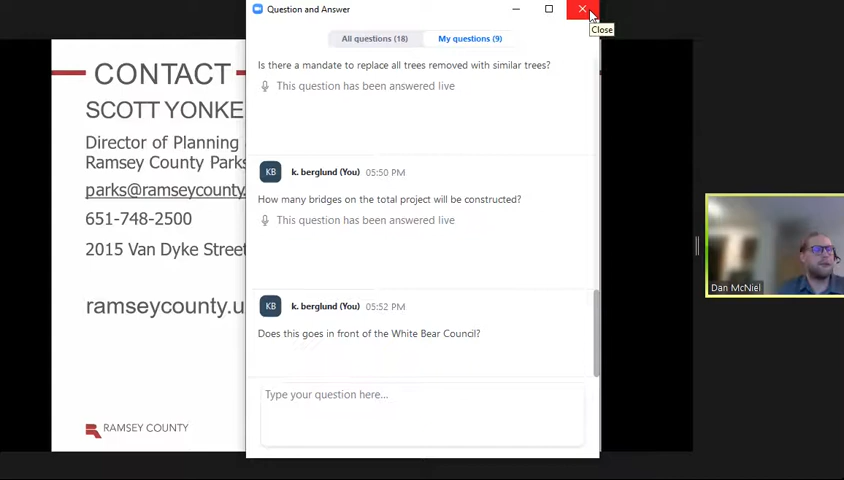 Question and Answer
Close
All questions (18)
My questions (9)
Is there a mandate to replace all trees removed with similar trees?
This question has been answered live
KB
k. berglund (You) 05:50 PM
How many bridges on the total project will be constructed?
This question has been answered live
KB
k. berglund (You) 05:52 PM
Does this goes in front of the White Bear Council?
Type your question here...
CONTACT
SCOTT YONKE
Director of Planning
Ramsey County Parks
parks@ramseycounty.
651-748-2500
2015 Van Dyke Street
ramseycounty.u
RAMSEY COUNTY
Dan McNiel